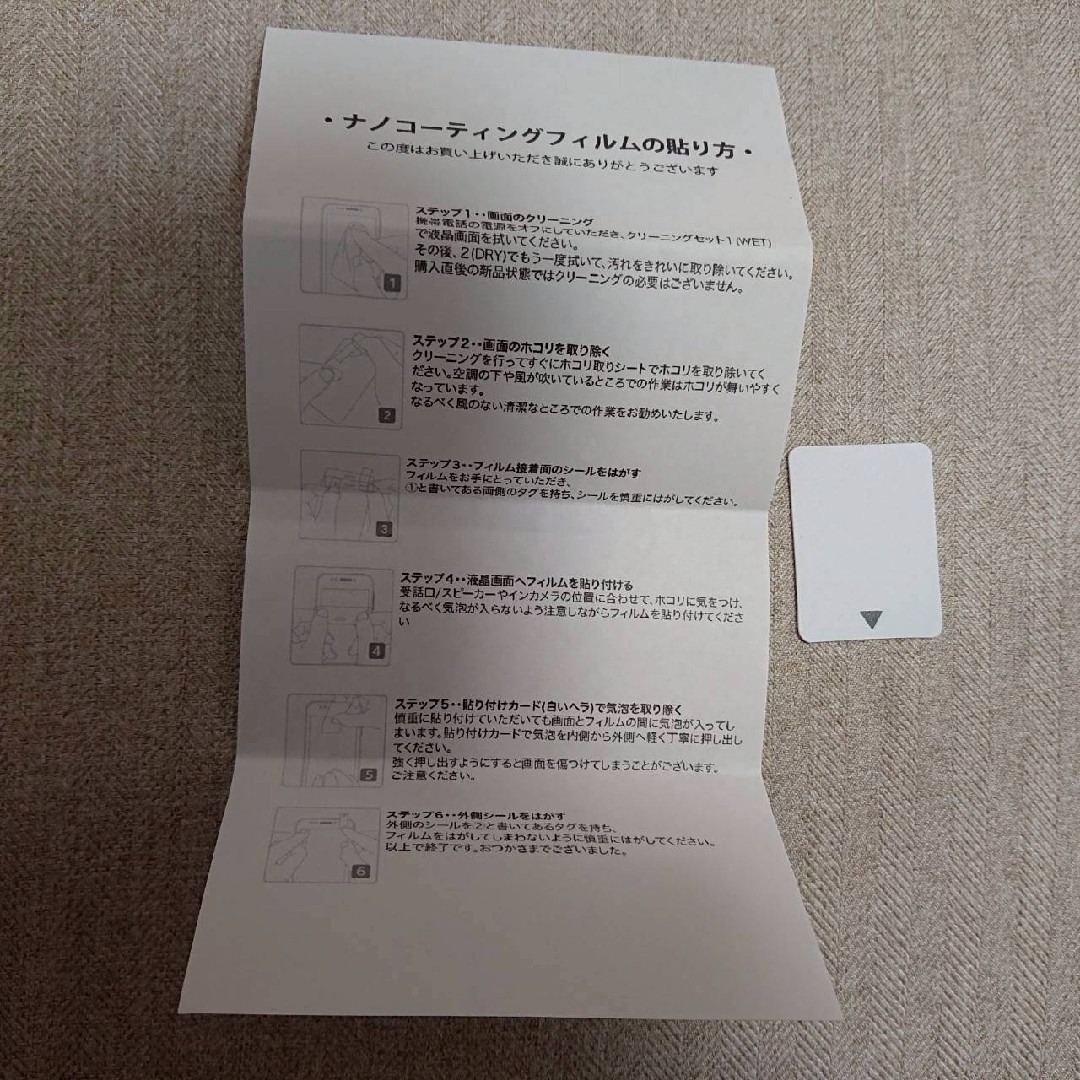 ・ナノコーティングフィルムの貼り方・
この度はお買い上げいただき誠にありがとうございます
ステップ1・・画面のクリーニング
携帯電話の電源をオフにしていただき、クリーニングセット1(WET)
で液晶画面を拭いてください。
その後、2(DRY)でもう一度拭いて、汚れをきれいに取り除いてください。
購入直後の新品状態ではクリーニングの必要はございません。
1
ステップ2・・画面のホコリを取り除く
クリーニングを行ってすぐにホコリ取りシートでホコリを取り除いてく
ださい。空調の下や風が吹いているところでの作業はホコリが舞いやすく
なっています。
なるべく風のない清潔なところでの作業をお勧めいたします。
2
ステップ3・・フィルム接着面のシールをはがす
フィルムをお手にとっていただき、
①と書いてある両側のタグを持ち、シールを慎重にはがしてください。
3
ステップ4・・液晶画面へフィルムを貼り付ける
受話口/スピーカーやインカメラの位置に合わせて、ホコリに気をつけ、
なるべく気泡が入らないよう注意しながらフィルムを貼り付けてくださ
い
4
ステップ5・・貼り付けカード(白いヘラ)で気泡を取り除く
慎重に貼り付けていただいても画面とフィルムの間に気泡が入ってし
まいます。貼り付けカードで気泡を内側から外側へ軽く丁寧に押し出し
てください。
強く押し出すようにすると画面を傷つけてしまうことがございます。
ご注意ください。
5
ステップ6・・外側シールをはがす
外側のシールを②と書いてあるタグを持ち、
フィルムをはがしてしまわないように慎重にはがしてください。
以上で終了です。おつかさまでございました。
6